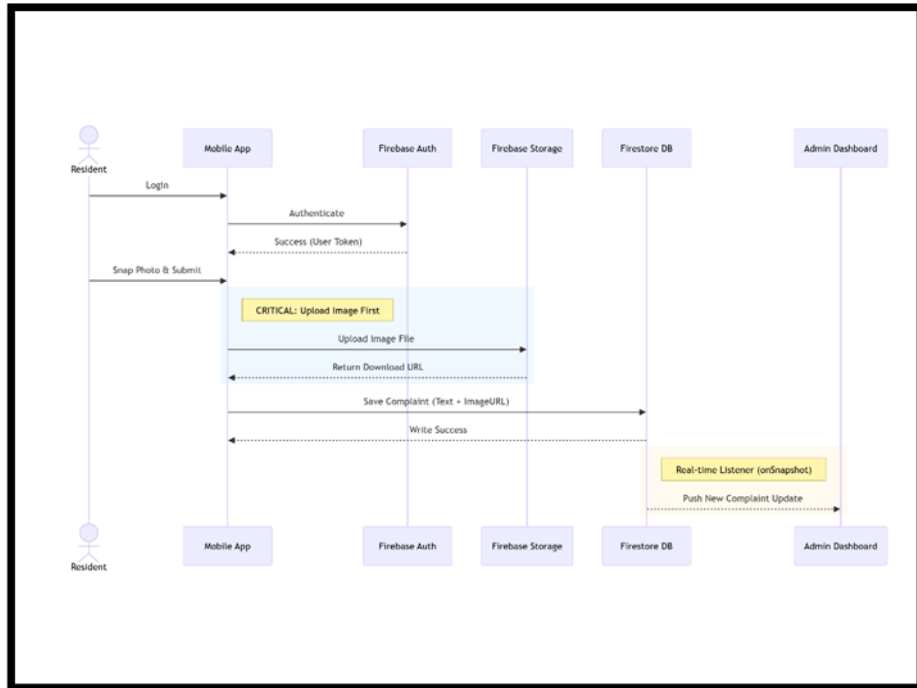 Resident
Mobile App
Firebase Auth
Firebase Storage
Firestore DB
Admin Dashboard
Login
Authenticate
Success (User Token)
Snap Photo & Submit
CRITICAL: Upload Image First
Upload Image File
Return Download URL
Save Complaint (Text + ImageURL)
Write Success
Real-time Listener (onSnapshot)
Push New Complaint Update
Resident
Mobile App
Firebase Auth
Firebase Storage
Firestore DB
Admin Dashboard